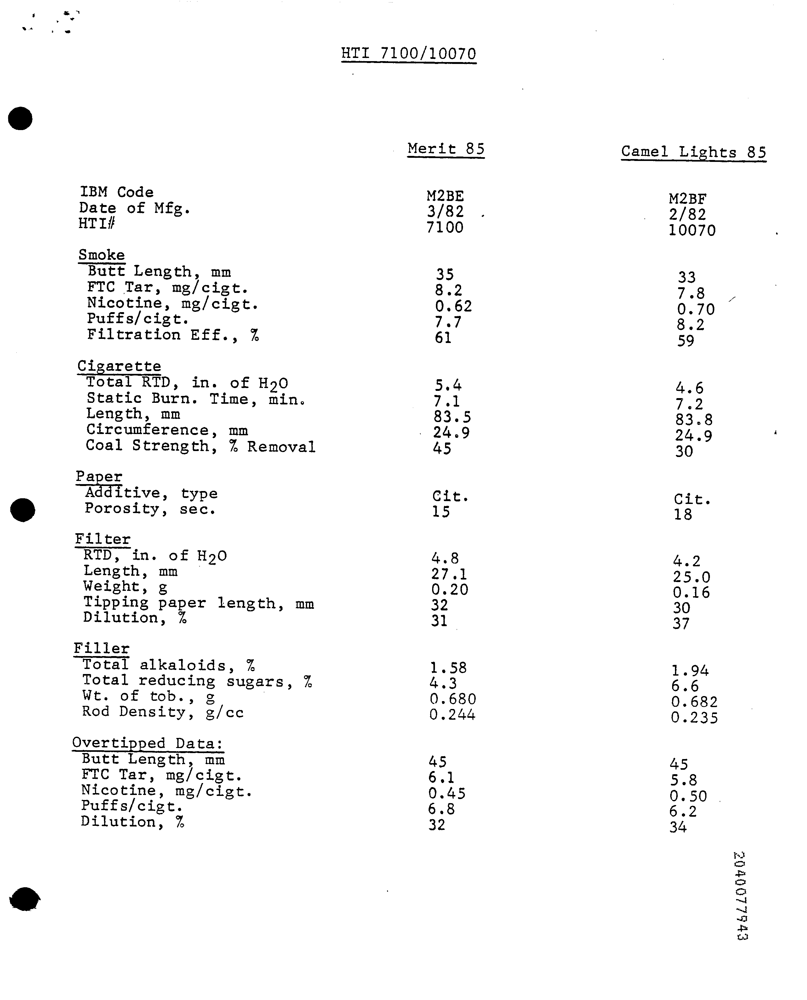 HTI 7100/10070
Merit 85 Camel Lights 85
IBM Code M2BE M2BF
Date of Mfg. 3/82 2/82
HTI# 7100 10070
Smoke
Butt Length, mm 35 33
FTC Tar, mg/cigt. 8.2 7.8
Nicotine, mg/cigt. 0.62 0.70
Puffs/cigt. 7.7 8.2
Filtration Eff., % 61 59
Cigarette
Total RTD, in. of H2O 5.4 4.6
Static Burn. Time, min. 7.1 7.2
Length, mm 83.5 83.8
Circumference, mm 24.9 24.9
Coal Strength, % Removal 45 30
Paper
Additive, type Cit. Cit.
Porosity, sec. 15 18
Filter
RTD, in. of H2O 4.8 4.2
Length, mm 27.1 25.0
Weight, g 0.20 0.16
Tipping paper length, mm 32 30
Dilution, % 31 37
Filler
Total alkaloids, % 1.58 1.94
Total reducing sugars, % 4.3 6.6
Wt. of tob., g 0.680 0.682
Rod Density, g/cc 0.244 0.235
Overtipped Data:
Butt Length, mm 45 45
FTC Tar, mg/cigt. 6.1 5.8
Nicotine, mg/cigt. 0.45 0.50
Puffs/cigt. 6.8 6.2
Dilution, % 32 34
2040077943